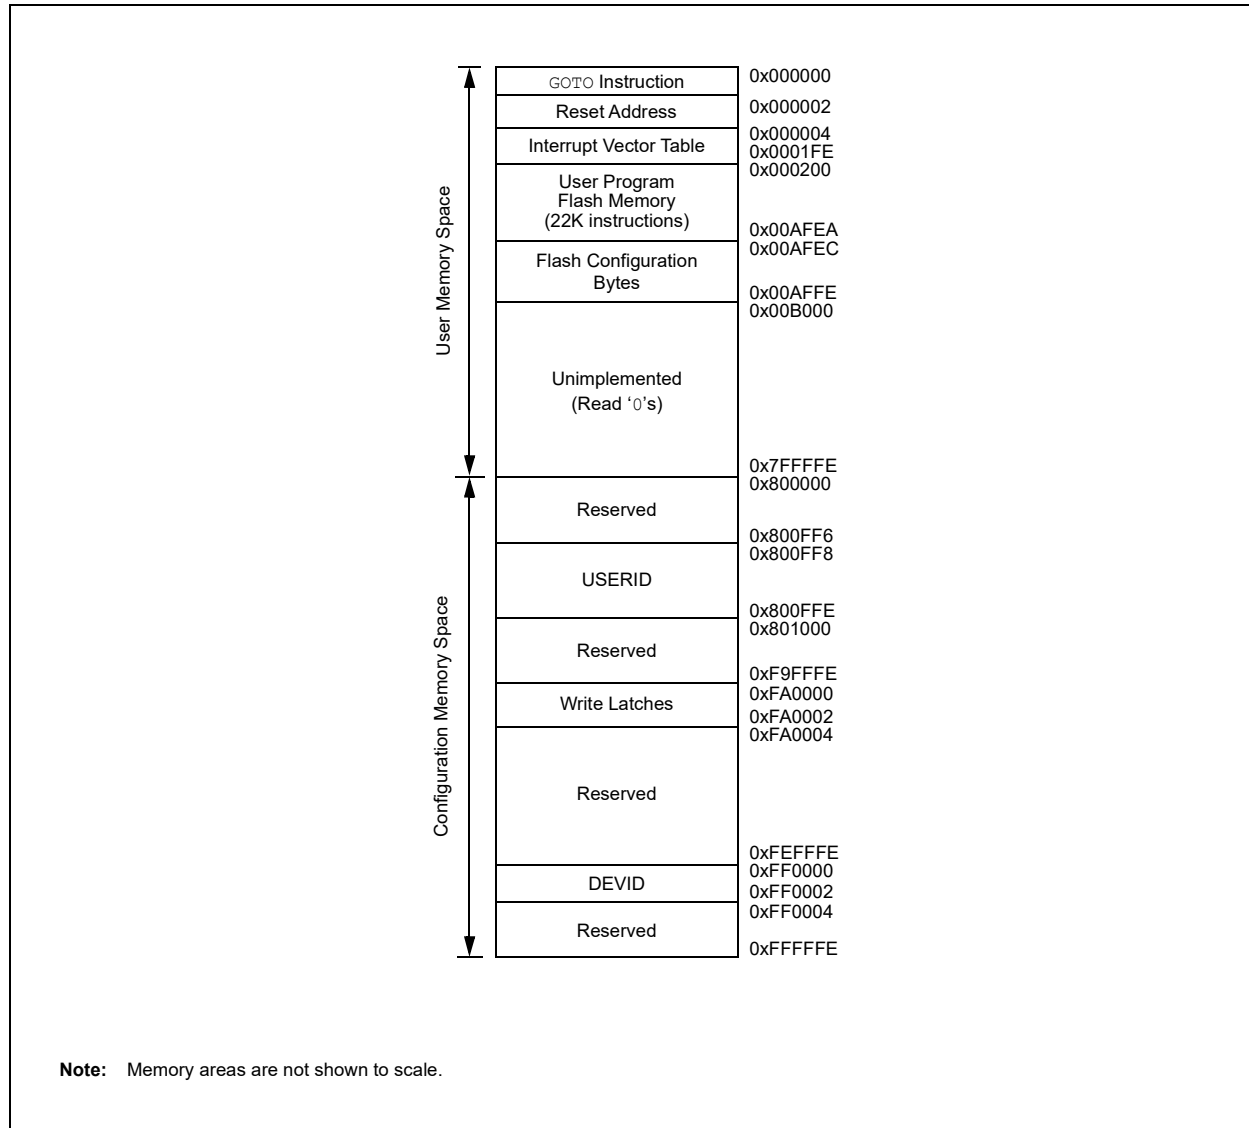 GOTO Instruction
0x000000
Reset Address
0x000002
0x000004
Interrupt Vector Table
0x0001FE
0x000200
User Program
Flash Memory
(22K instructions)
0x00AFEA
0x00AFEC
Flash Configuration
Bytes
0x00AFFE
0x00B000
User Memory Space
Unimplemented
(Read ‘0’s)
0x7FFFFE
0x800000
Reserved
0x800FF6
0x800FF8
USERID
0x800FFE
0x801000
Reserved
0xF9FFFE
0xFA0000
Write Latches
0xFA0002
0xFA0004
Configuration Memory Space
Reserved
0xFEFFFE
0xFF0000
DEVID
0xFF0002
0xFF0004
Reserved
0xFFFFFE
Note: Memory areas are not shown to scale.